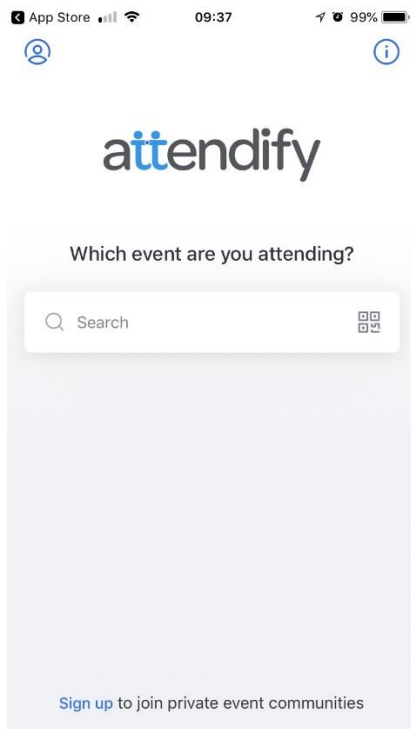 App Store 09:37 99%
attendify
Which event are you attending?
Search
Sign up to join private event communities